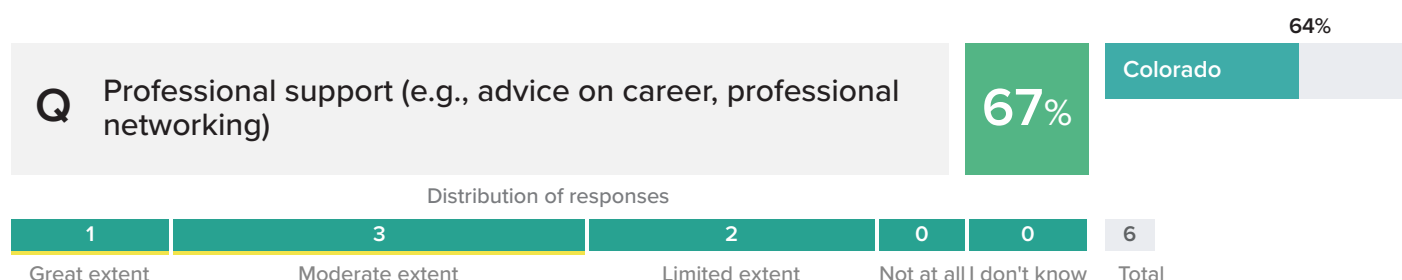 64%
Q Professional support (e.g., advice on career, professional
networking)
67%
Colorado
Distribution of responses
1 3 2 0 0 6
Great extent Moderate extent Limited extent Not at all I don't know Total